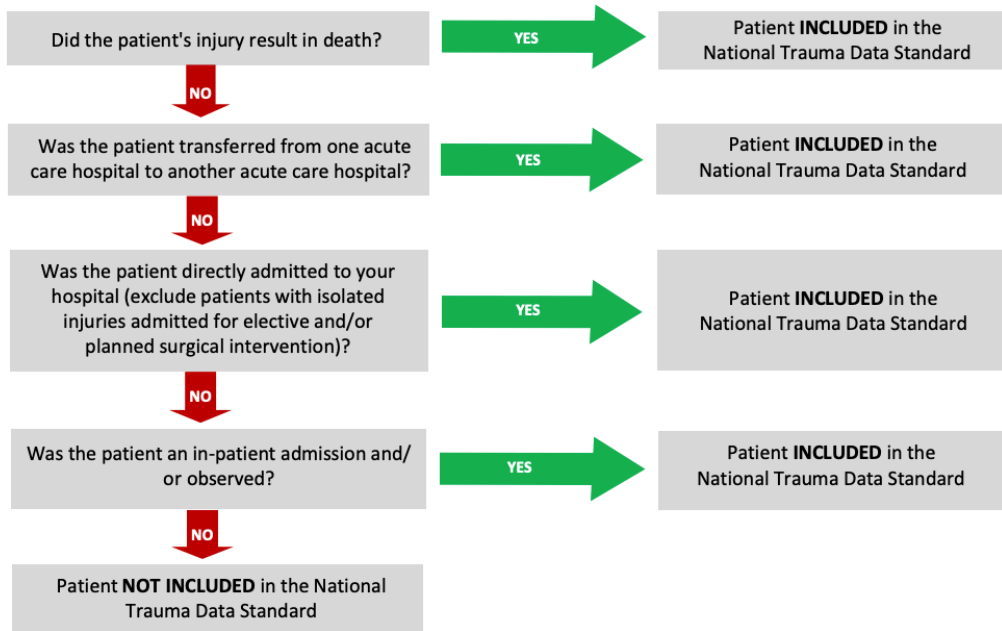 Did the patient's injury result in death?
YES
Patient INCLUDED in the
National Trauma Data Standard
NO
Was the patient transferred from one acute
care hospital to another acute care hospital?
YES
Patient INCLUDED in the
National Trauma Data Standard
NO
Was the patient directly admitted to your
hospital (exclude patients with isolated
injuries admitted for elective and/or
planned surgical intervention)?
YES
Patient INCLUDED in the
National Trauma Data Standard
NO
Was the patient an in-patient admission and/
or observed?
YES
Patient INCLUDED in the
National Trauma Data Standard
NO
Patient NOT INCLUDED in the National
Trauma Data Standard